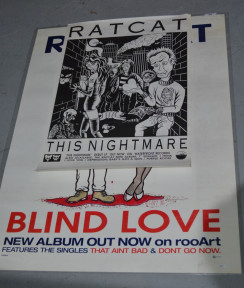 RATCAT
R T
THIS NIGHTMARE
BLIND LOVE
NEW ALBUM OUT NOW on rooArt
FEATURES THE SINGLES THAT AINT BAD & DONT GO NOW.